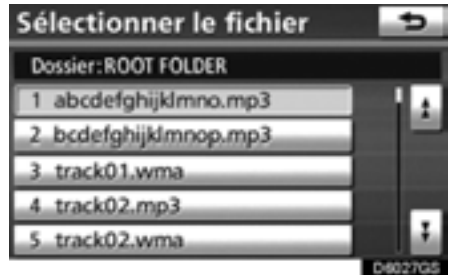 Sélectionner le fichier
Dossier:ROOT FOLDER
1 abcdefghijklmno.mp3
2 bcdefghijklmnop.mp3
3 track01.wma
4 track02.mp3
5 track02.wma
D6027GS